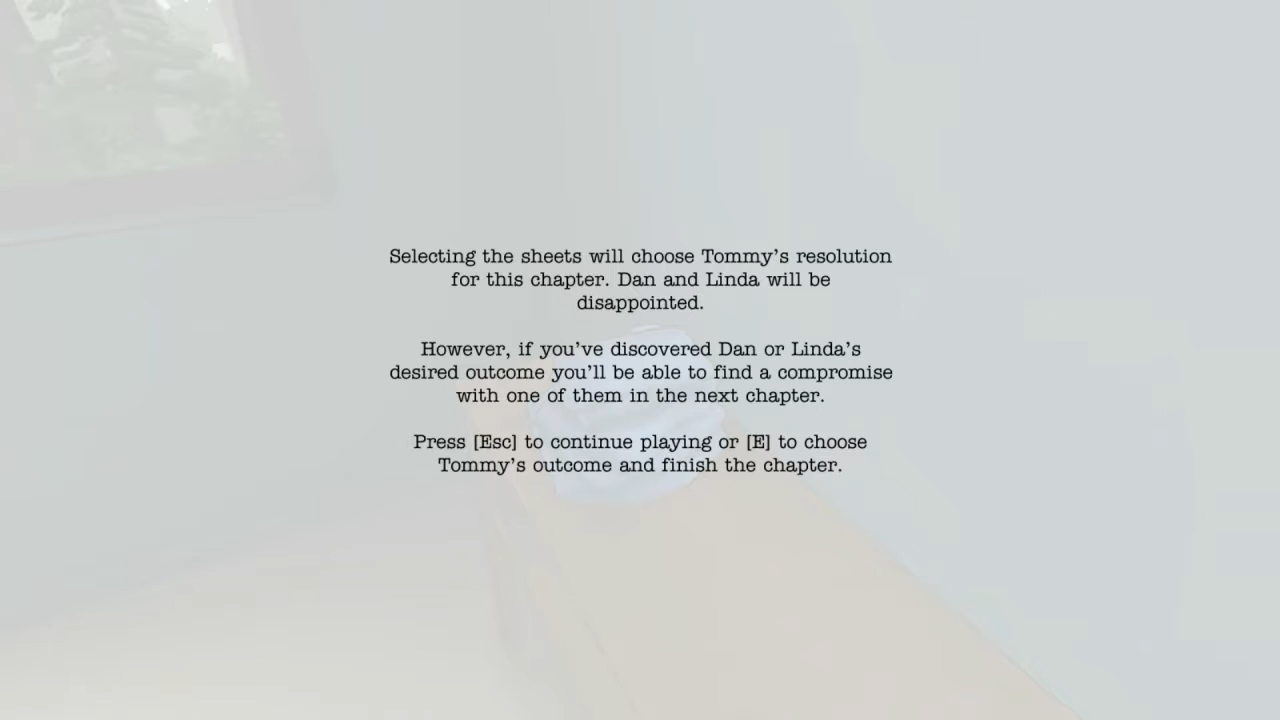 Selecting the sheets will choose Tommy's resolution
for this chapter. Dan and Linda will be
disappointed.
However, if you've discovered Dan or Linda's
desired outcome you'll be able to find a compromise
with one of them in the next chapter.
Press [Esc] to continue playing or [E] to choose
Tommy's outcome and finish the chapter.